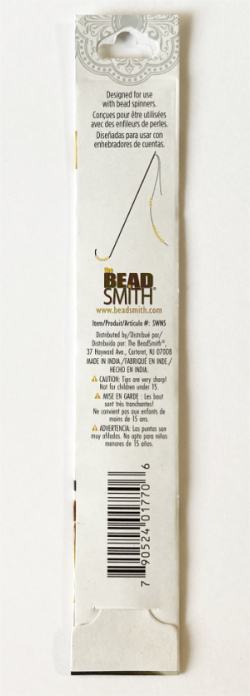 Designed for use
with bead spinners.
Conçues pour être utilisées
avec des enfileurs de perles.
Diseñadas para usar con
enhebradores de cuentas.
the
BEAD
SMITH®
www.beadsmith.com
Item/Produit/Artículo #: SWN5
Distributed by/Distribué par/
Distribuido por: The BeadSmith®,
37 Hayward Ave., Carteret, NJ 07008
MADE IN INDIA/FABRIQUÉ EN INDE/
HECHO EN INDIA.
CAUTION: Tips are very sharp!
Not for children under 15.
MISE EN GARDE : Les bout
sont très tranchantes!
Ne convient pas aux enfants de
moins de 15 ans.
ADVERTENCIA: Las puntas son
muy afiladas. No apto para niños
menores de 15 años.
7 90524 01770 6